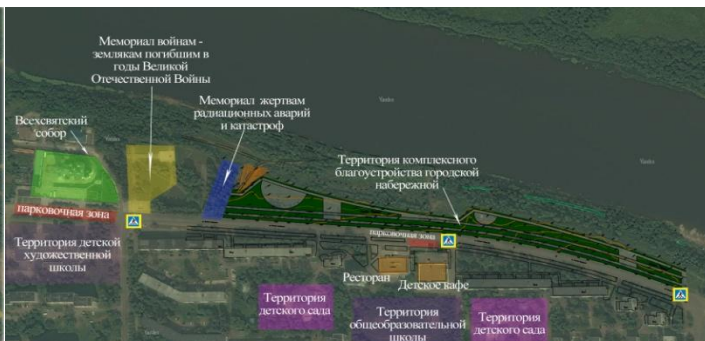 Мемориал войнам -
землякам погибшим в
годы Великой
Отечественной Войны
Мемориал жертвам
радиационных аварий
и катастроф
Всехсвятский
собор
Территория комплексного
благоустройства городской
набережной
парковочная зона
парковочная зона
Территория детской
художественной
школы
Ресторан
Детское кафе
Территория
детского сада
Территория
общеобразовательной
школы
Территория
детского сада